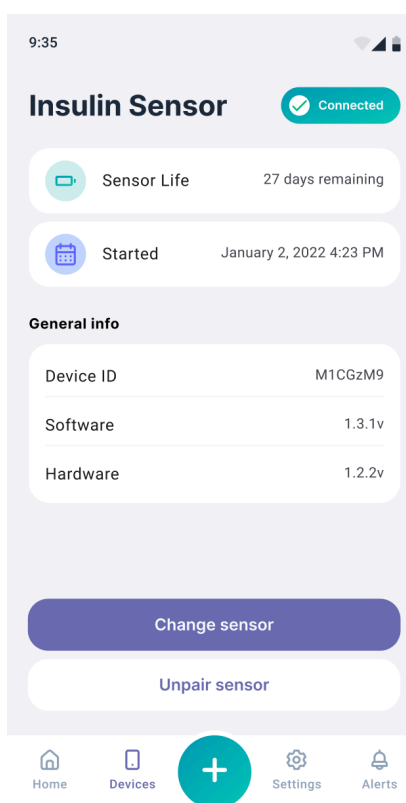 9:35
Insulin Sensor
Connected
Sensor Life 27 days remaining
Started January 2, 2022 4:23 PM
General info
Device ID M1CGzM9
Software 1.3.1v
Hardware 1.2.2v
Change sensor
Unpair sensor
Home Devices Settings Alerts